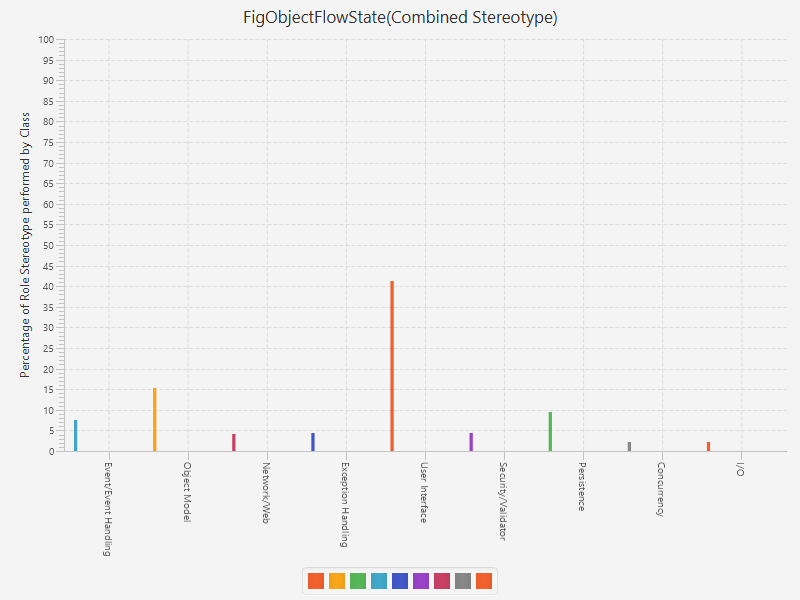 FigObjectFlowState(Combined Stereotype)
Percentage of Role Stereotype performed by Class
100
95
90
85
80
75
70
65
60
55
50
45
40
35
30
25
20
15
10
5
0
Event/Event Handling
Object Model
Network/Web
Exception Handling
User Interface
Security/Validator
Persistence
Concurrency
I/O